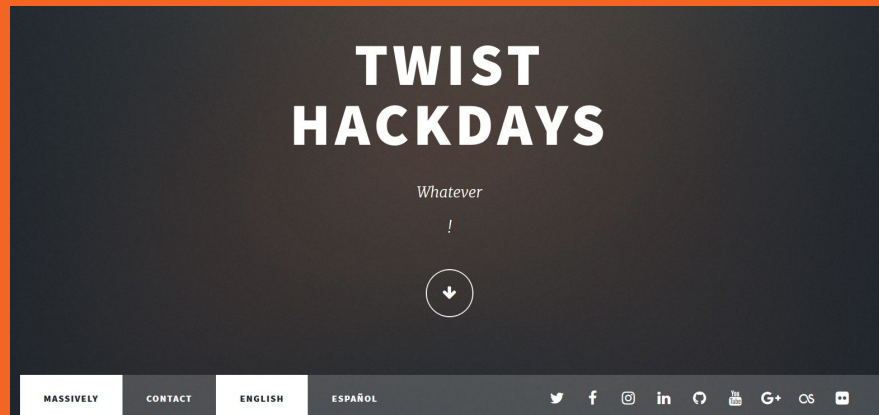 TWIST
HACKDAYS
Whatever
!
MASSIVELY CONTACT ENGLISH ESPAÑOL